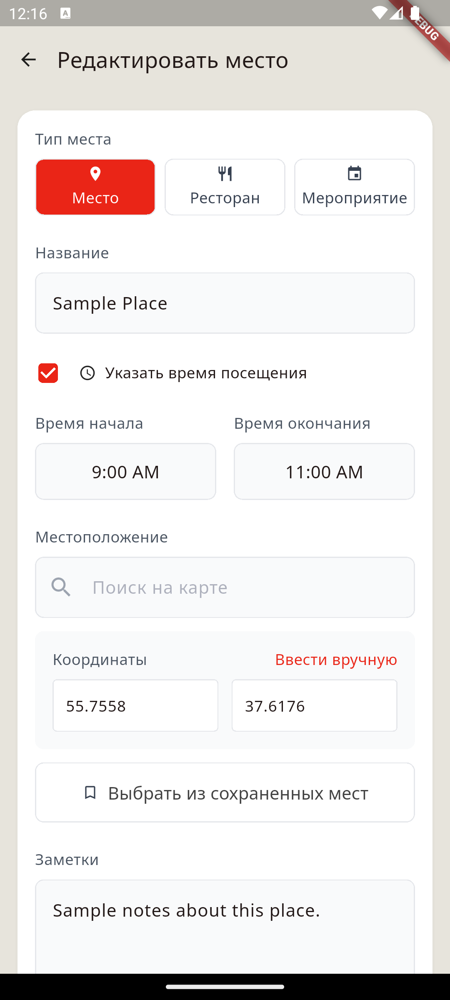 12:16
DEBUG
Редактировать место
Тип места
Место
Ресторан
Мероприятие
Название
Sample Place
Указать время посещения
Время начала
Время окончания
9:00 AM
11:00 AM
Местоположение
Поиск на карте
Координаты
Ввести вручную
55.7558
37.6176
Выбрать из сохраненных мест
Заметки
Sample notes about this place.